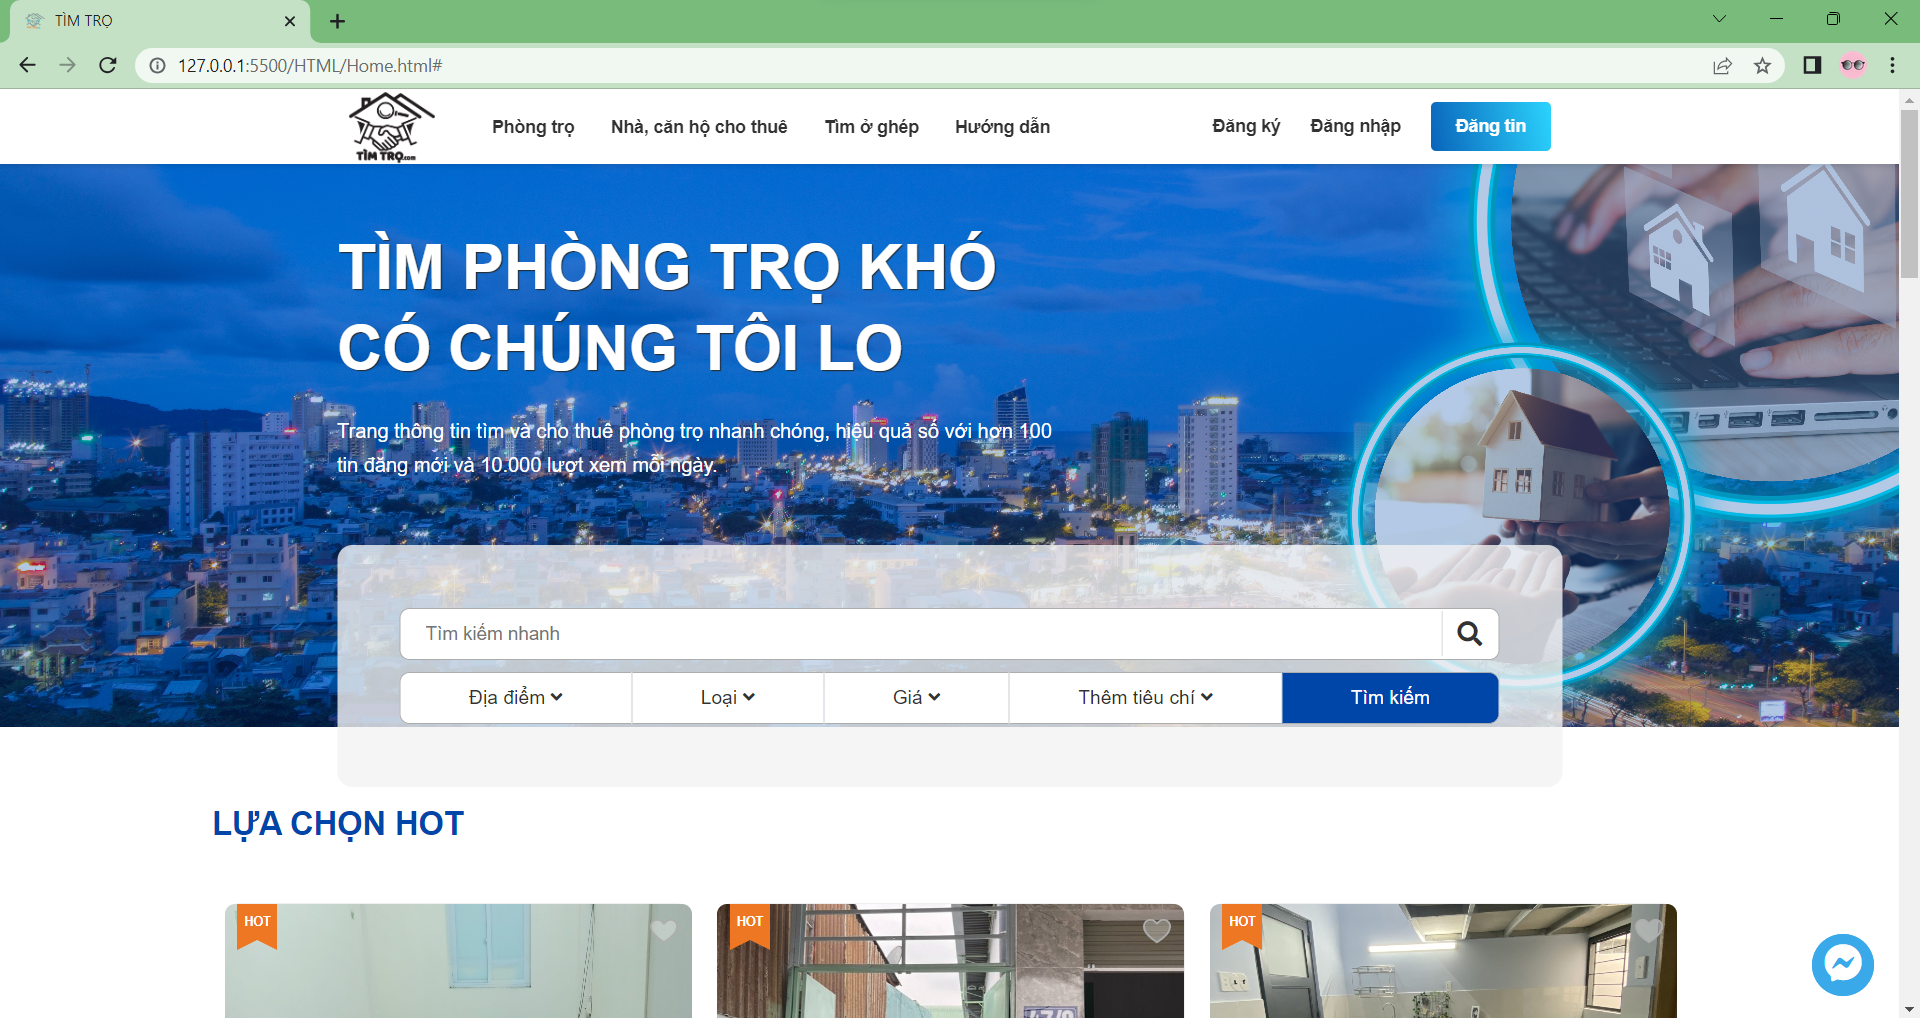 TÌM TRỌ
127.0.0.1:5500/HTML/Home.html#
TÌM TRỌ.com
Phòng trọ
Nhà, căn hộ cho thuê
Tìm ở ghép
Hướng dẫn
Đăng ký
Đăng nhập
Đăng tin
TÌM PHÒNG TRỌ KHÓ
CÓ CHÚNG TÔI LO
Trang thông tin tìm và cho thuê phòng trọ nhanh chóng, hiệu quả số với hơn 100
tin đăng mới và 10.000 lượt xem mỗi ngày.
Tìm kiếm nhanh
Địa điểm
Loại
Giá
Thêm tiêu chí
Tìm kiếm
LỰA CHỌN HOT
HOT
HOT
HOT